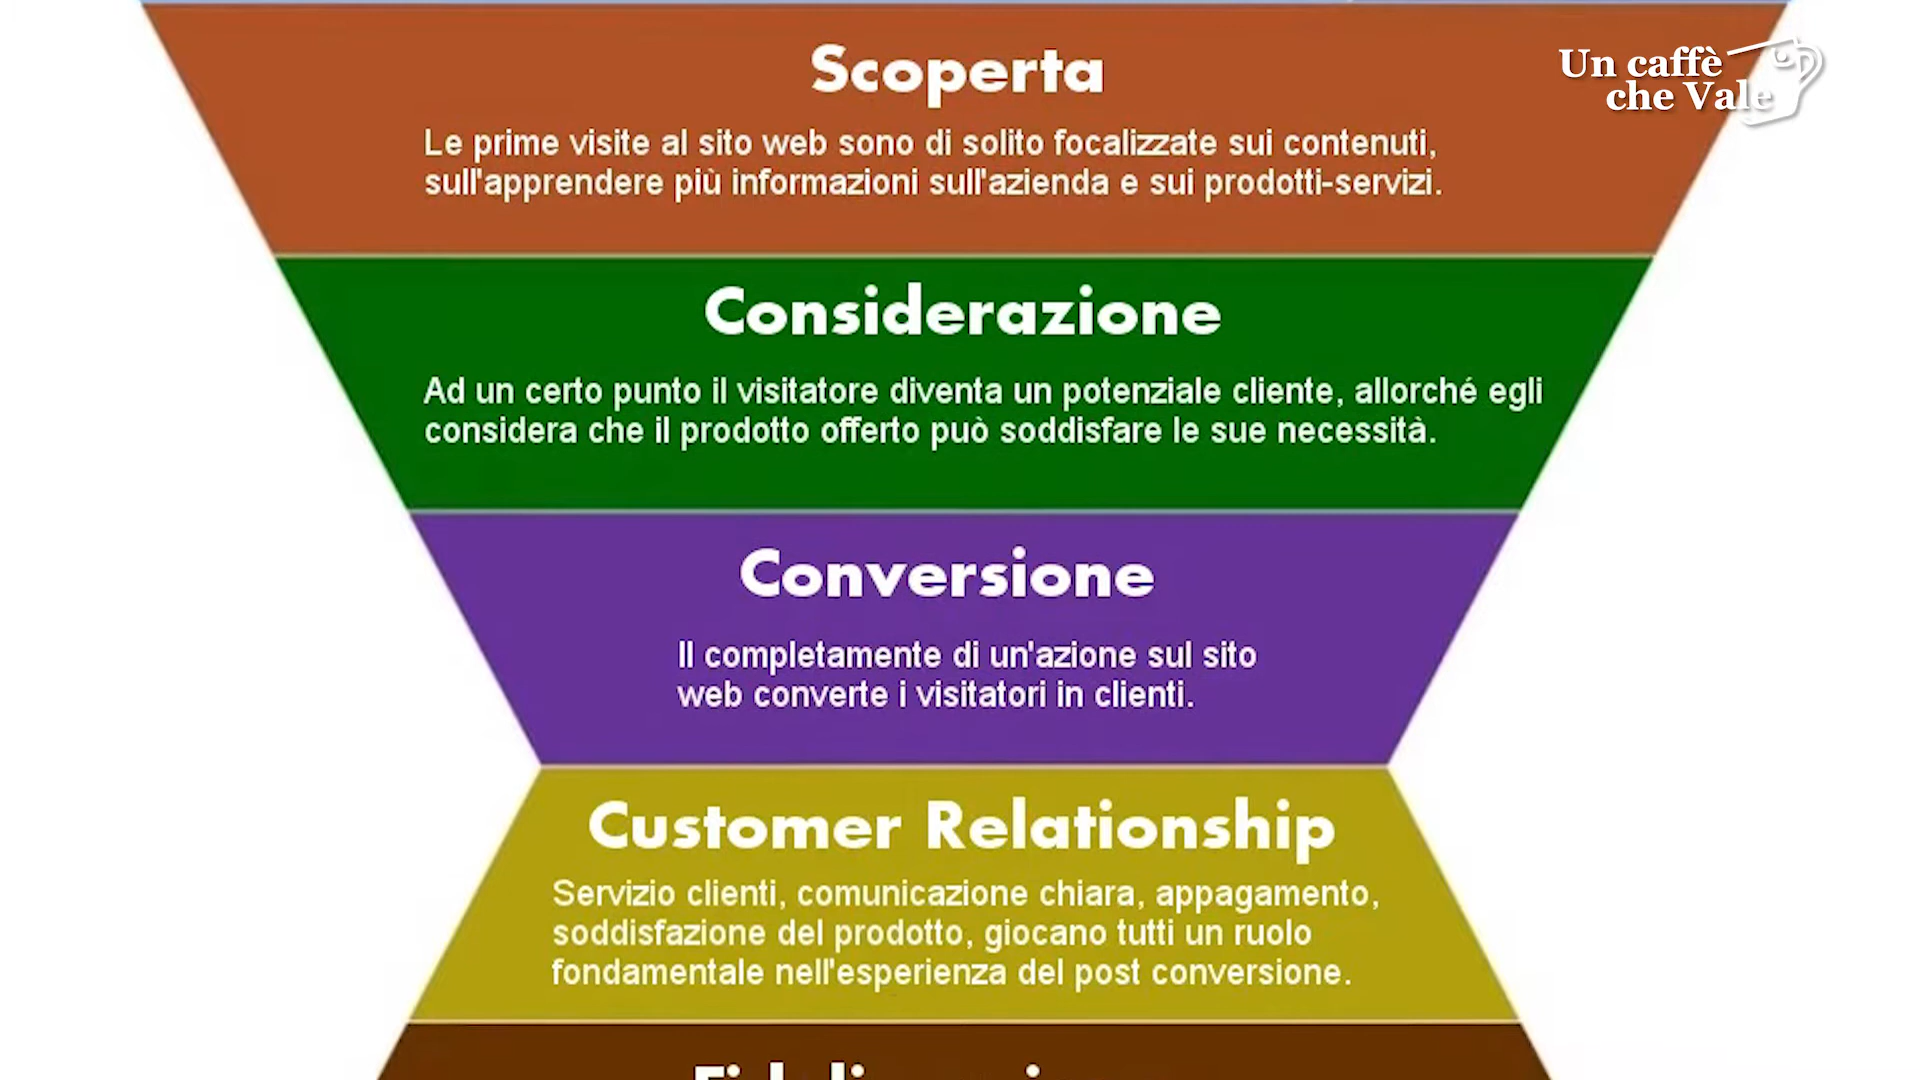 Un caffè
che Vale
Scoperta
Le prime visite al sito web sono di solito focalizzate sui contenuti,
sull'apprendere più informazioni sull'azienda e sui prodotti-servizi.
Considerazione
Ad un certo punto il visitatore diventa un potenziale cliente, allorché egli
considera che il prodotto offerto può soddisfare le sue necessità.
Conversione
Il completamente di un'azione sul sito
web converte i visitatori in clienti.
Customer Relationship
Servizio clienti, comunicazione chiara, appagamento,
soddisfazione del prodotto, giocano tutti un ruolo
fondamentale nell'esperienza del post conversione.